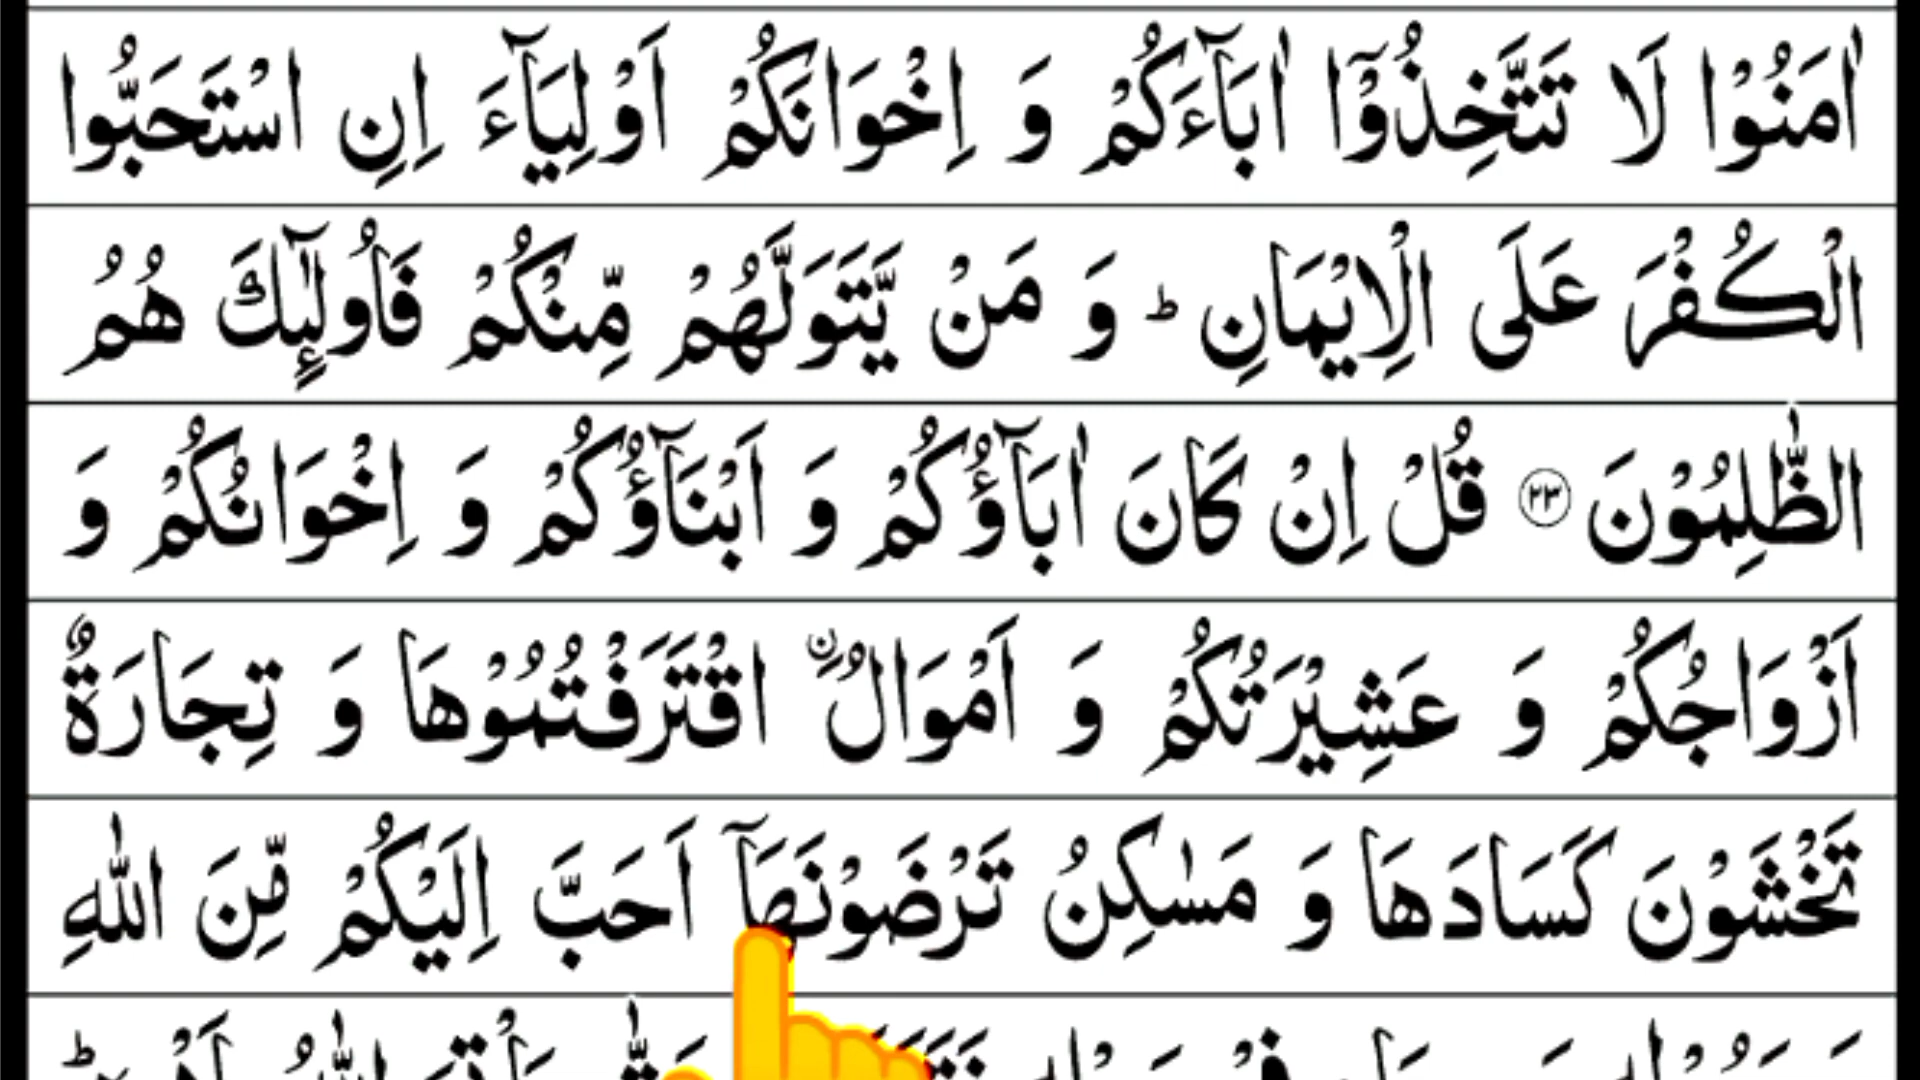 اٰمَنُوْا لَا تَتَّخِذُوْۤا اٰبَآءَكُمْ وَ اِخْوَانَكُمْ اَوْلِيَآءَ اِنِ اسْتَحَبُّوا
الْكُفْرَ عَلَى الْاِيْمَانِ ؕ وَ مَنْ يَّتَوَلَّهُمْ مِّنْكُمْ فَاُولٰٓىِٕكَ هُمُ
الظّٰلِمُوْنَ ﴿۲۳﴾ قُلْ اِنْ كَانَ اٰبَآؤُكُمْ وَ اَبْنَآؤُكُمْ وَ اِخْوَانُكُمْ وَ
اَزْوَاجُكُمْ وَ عَشِيْرَتُكُمْ وَ اَمْوَالُ ِ۟اقْتَرَفْتُمُوْهَا وَ تِجَارَةٌ
تَخْشَوْنَ كَسَادَهَا وَ مَسٰكِنُ تَرْضَوْنَهَاۤ اَحَبَّ اِلَيْكُمْ مِّنَ اللّٰهِ